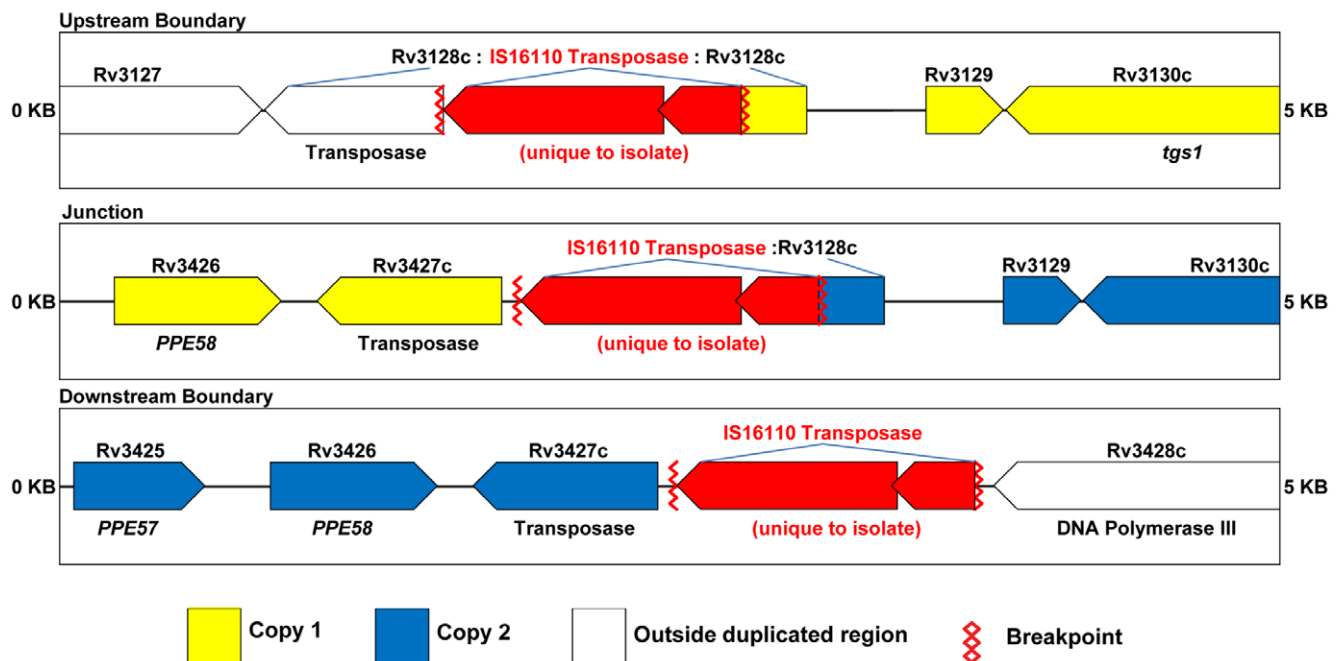 Upstream Boundary
Rv3128c : IS16110 Transposase : Rv3128c
Rv3127
Rv3129
Rv3130c
0 KB
5 KB
Transposase
(unique to isolate)
tgs1
Junction
IS16110 Transposase :Rv3128c
Rv3426
Rv3427c
Rv3129
Rv3130c
0 KB
5 KB
PPE58
Transposase
(unique to isolate)
Downstream Boundary
IS16110 Transposase
Rv3425
Rv3426
Rv3427c
Rv3428c
0 KB
5 KB
PPE57
PPE58
Transposase
(unique to isolate)
DNA Polymerase III
Copy 1
Copy 2
Outside duplicated region
Breakpoint